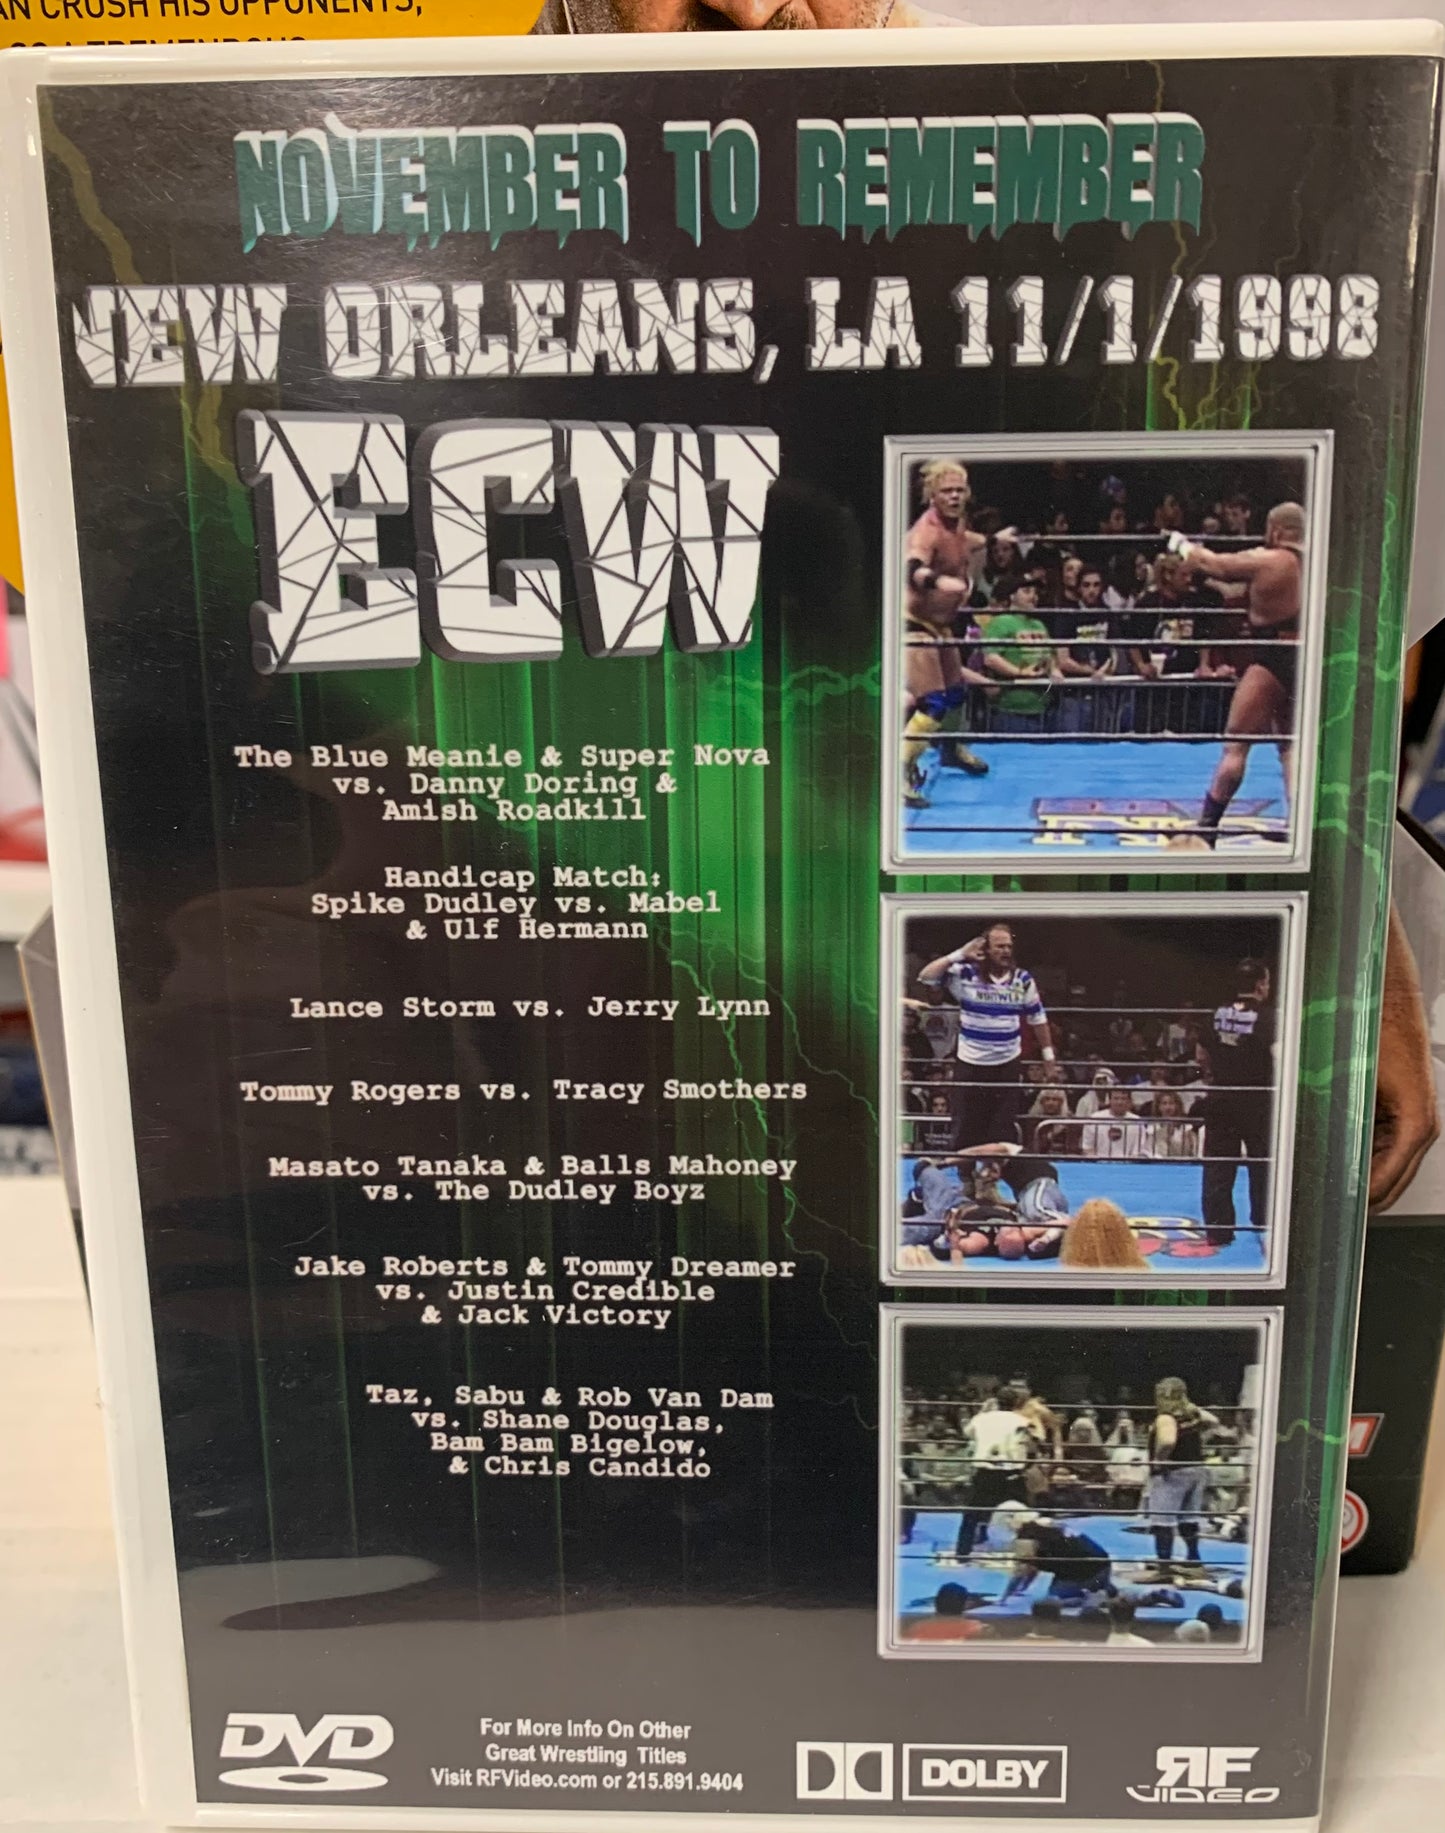 AN CRUSH HIS OPPONENTS,
NOVEMBER TO REMEMBER
NEW ORLEANS, LA 11/1/1998
ECW
The Blue Meanie & Super Nova
vs. Danny Doring &
Amish Roadkill
Handicap Match:
Spike Dudley vs. Mabel
& Ulf Hermann
Lance Storm vs. Jerry Lynn
Tommy Rogers vs. Tracy Smothers
Masato Tanaka & Balls Mahoney
vs. The Dudley Boyz
Jake Roberts & Tommy Dreamer
vs. Justin Credible
& Jack Victory
Taz, Sabu & Rob Van Dam
vs. Shane Douglas,
Bam Bam Bigelow,
& Chris Candido
DVD
For More Info On Other
Great Wrestling Titles
Visit RFVideo.com or 215.891.9404
DOLBY
RF
VIDEO